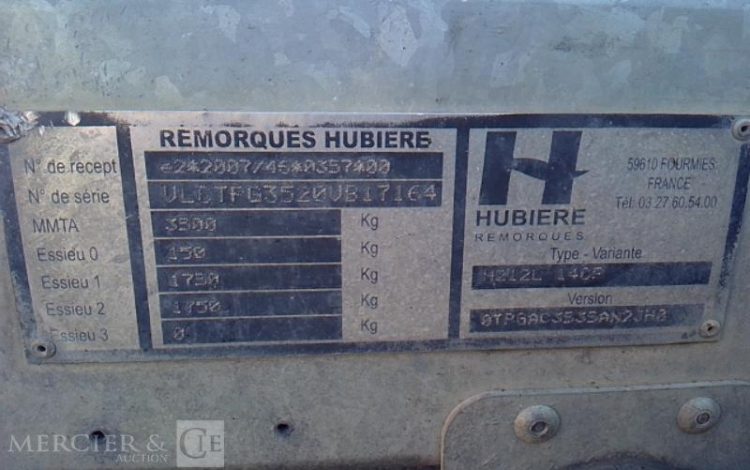 REMORQUES HUBIERE
N° de récept e2*2007/46*0357*00
N° de série
MMTA 3500 Kg
Essieu 0 150 Kg
Essieu 1 1750 Kg
Essieu 2 1750 Kg
Essieu 3 0 Kg
H
HUBIERE
REMORQUES
59610 FOURMIES
FRANCE
Tél. 03 27.60.54.00
Type - Variante
Version
MERCIER & CIE
AUCTION